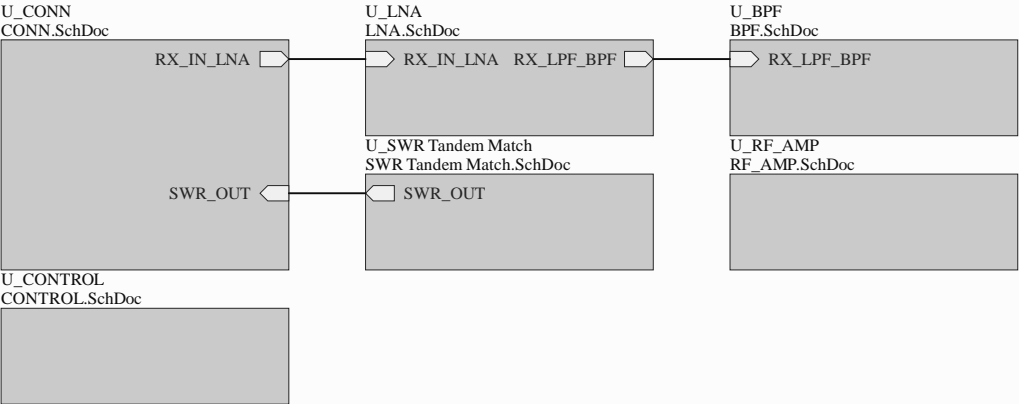 U_CONN
CONN.SchDoc
RX_IN_LNA
SWR_OUT
U_LNA
LNA.SchDoc
RX_IN_LNA RX_LPF_BPF
U_BPF
BPF.SchDoc
RX_LPF_BPF
U_SWR Tandem Match
SWR Tandem Match.SchDoc
SWR_OUT
U_RF_AMP
RF_AMP.SchDoc
U_CONTROL
CONTROL.SchDoc